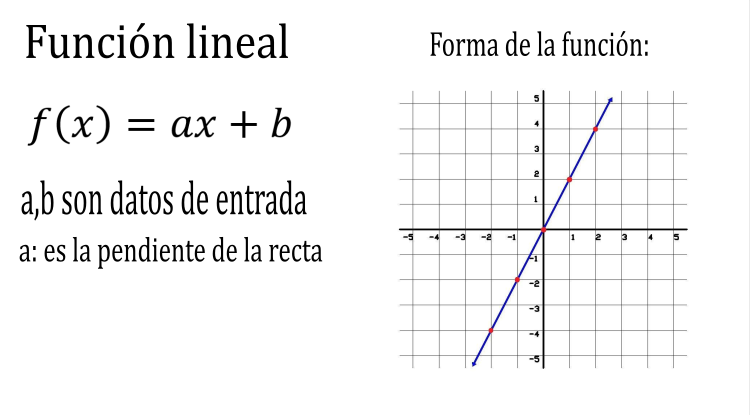 Función lineal
f(x) = ax + b
a,b son datos de entrada
a: es la pendiente de la recta
Forma de la función:
5
4
3
2
1
-5 -4 -3 -2 -1 1 2 3 4 5
-1
-2
-3
-4
-5